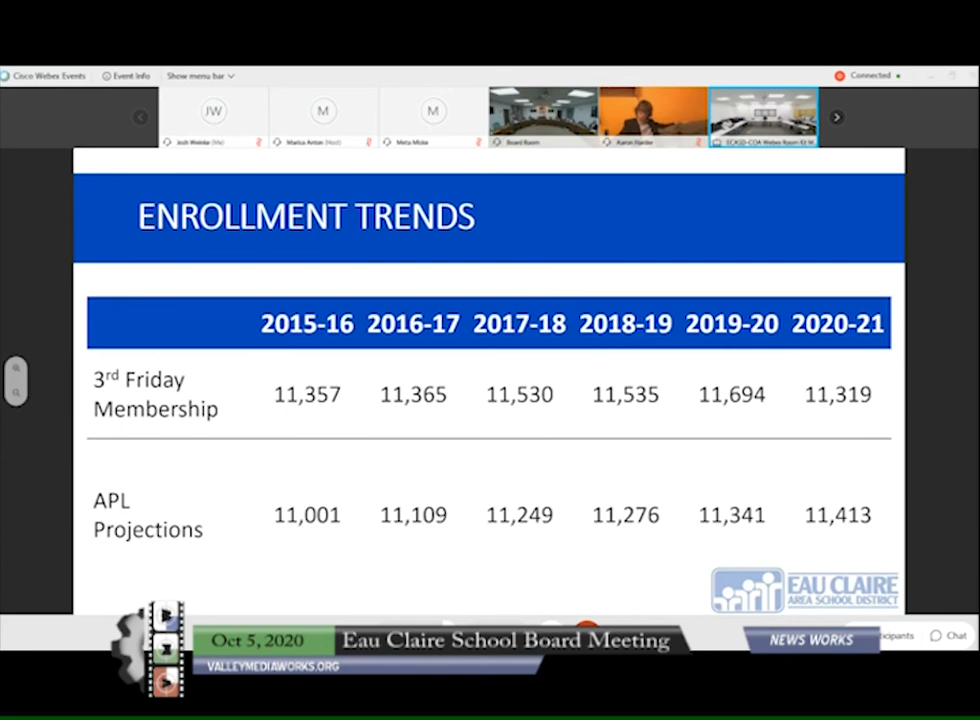 Cisco Webex Events Event Info Show menu bar Connected
JW M M
Josh Weinke (Me) Marisa Anton (Host) Meta Miske Board Room Karon Harder ECASD-COA Webex Room Kit M
ENROLLMENT TRENDS
2015-16 2016-17 2017-18 2018-19 2019-20 2020-21
3rd Friday
Membership 11,357 11,365 11,530 11,535 11,694 11,319
APL
Projections 11,001 11,109 11,249 11,276 11,341 11,413
EAU CLAIRE
AREA SCHOOL DISTRICT
Oct 5, 2020 Eau Claire School Board Meeting NEWS WORKS
ticipants Chat
VALLEYMEDIAWORKS.ORG